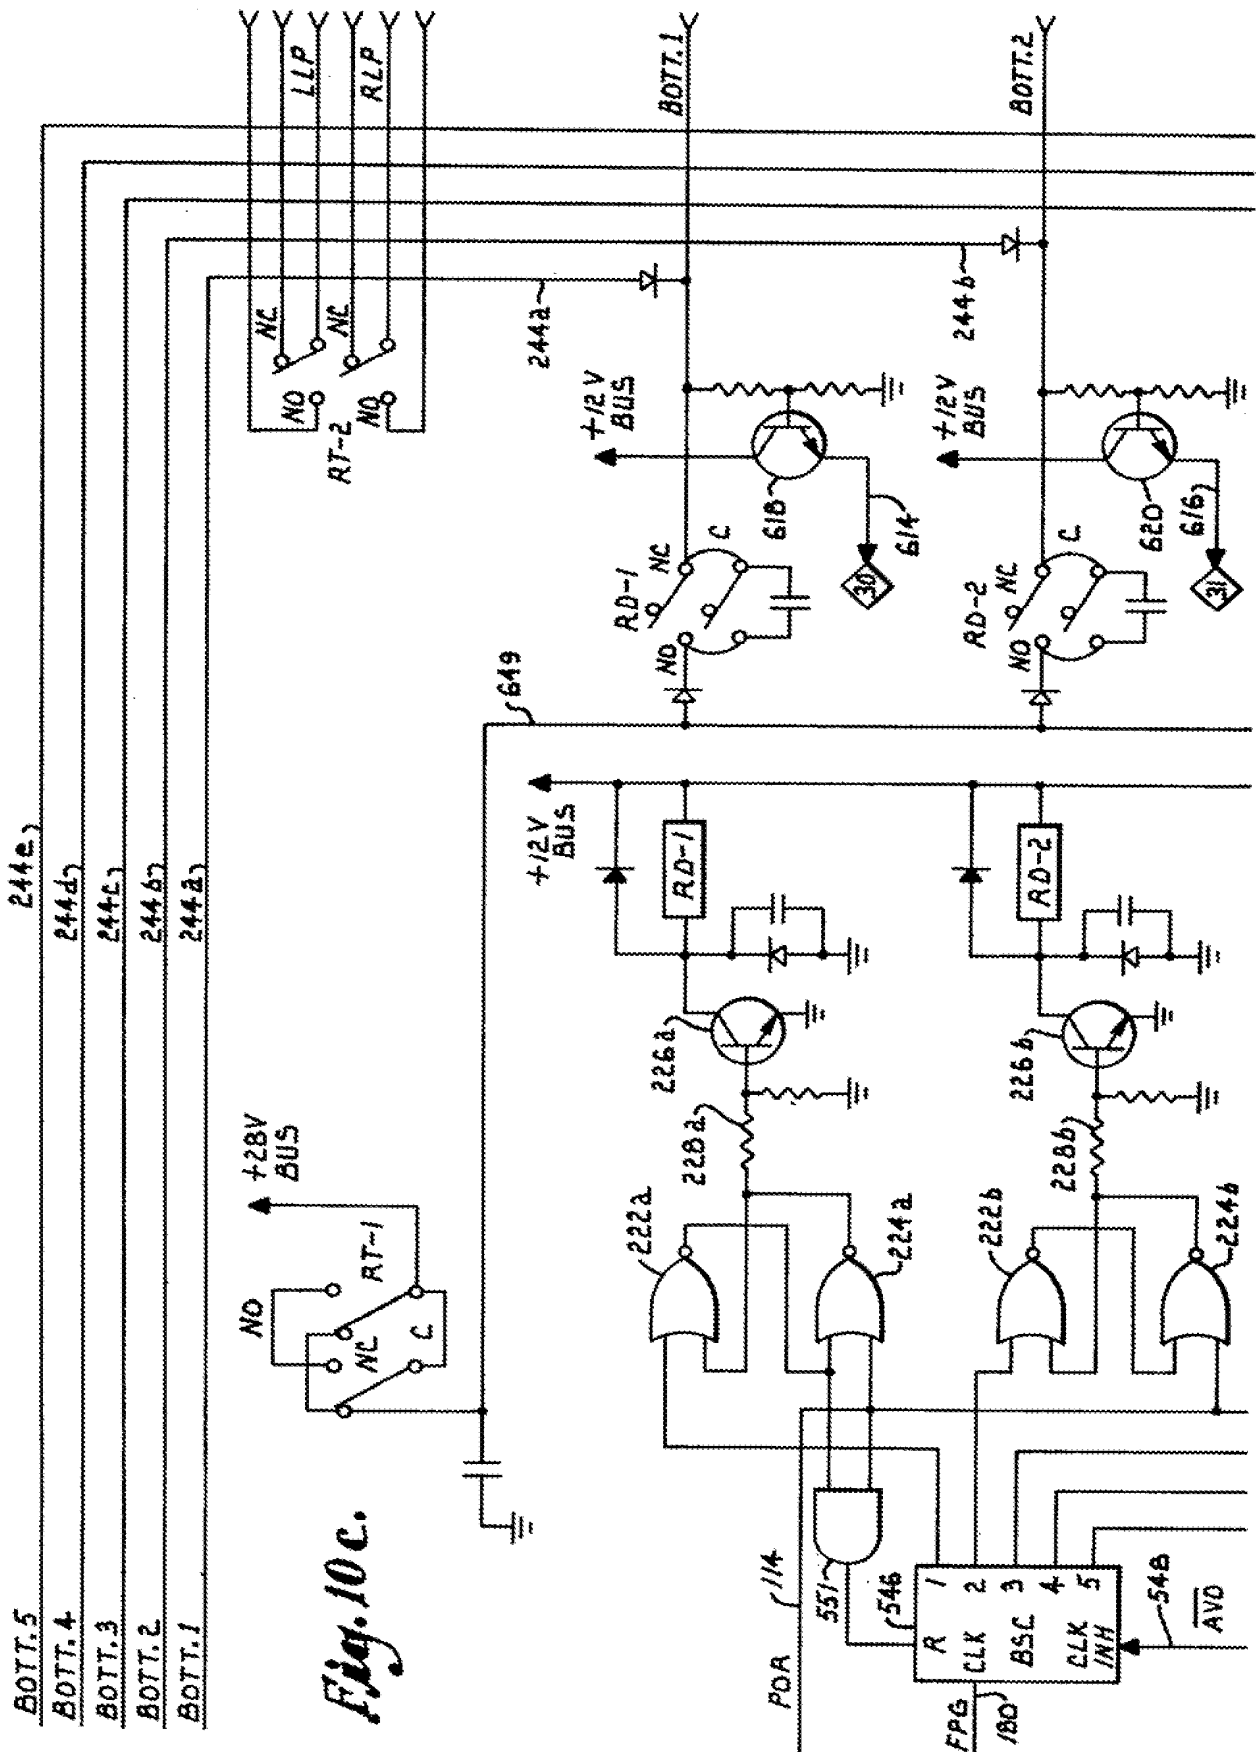 BOTT.5
BOTT.4
BOTT.3
BOTT.2
BOTT.1
244e
244d
244c
244b
244a
LLP
RLP
NC
NC
NO
NO
RT-2
244a
BOTT.1
244b
BOTT.2
+12V
BUS
618
614
30
RD-1
NC
C
NO
+12V
BUS
620
616
31
RD-2
NC
C
NO
649
+12V
BUS
RD-1
RD-2
226a
226b
228a
228b
+28V
BUS
RT-1
NO
NC
C
222a
224a
222b
224b
Fig. 10c.
POR
114
551
546
R
CLK
BSC
CLK
INH
1
2
3
4
5
FPG
180
548
AVD